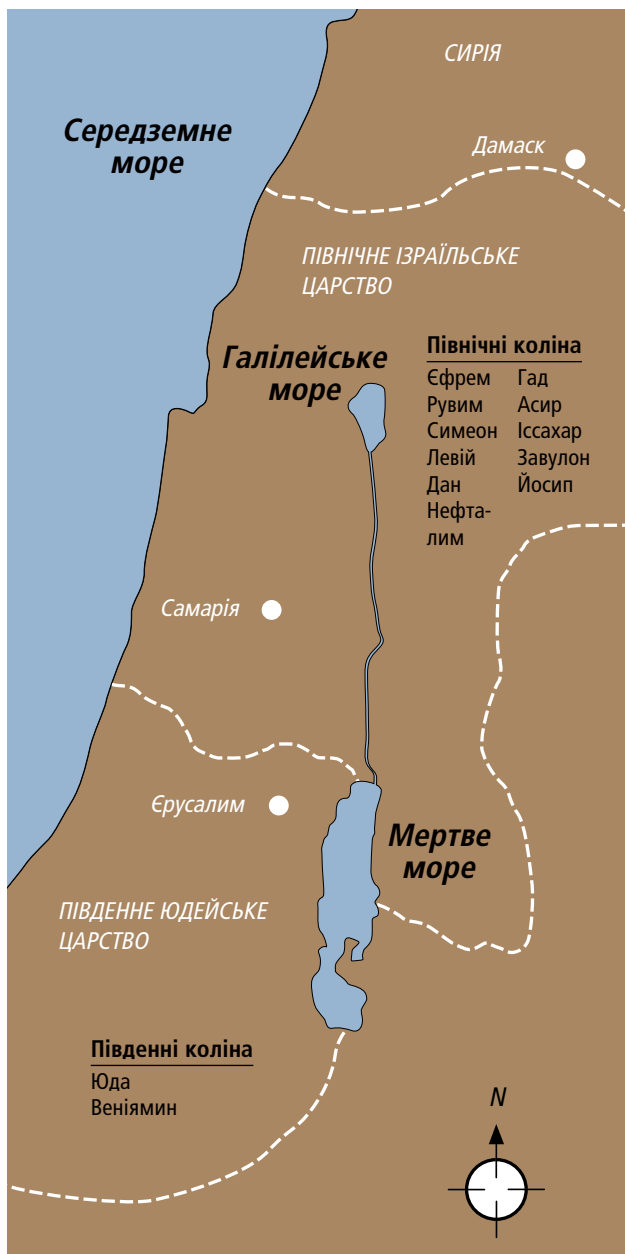 СИРІЯ
Середземне
море
Дамаск
ПІВНІЧНЕ ІЗРАЇЛЬСЬКЕ
ЦАРСТВО
Галілейське
море
Північні коліна
Єфрем Гад
Рувим Асир
Симеон Іссахар
Левій Завулон
Дан Йосип
Нефта-
лим
Самарія
Єрусалим
Мертве
море
ПІВДЕННЕ ЮДЕЙСЬКЕ
ЦАРСТВО
Південні коліна
Юда
Веніямин
N